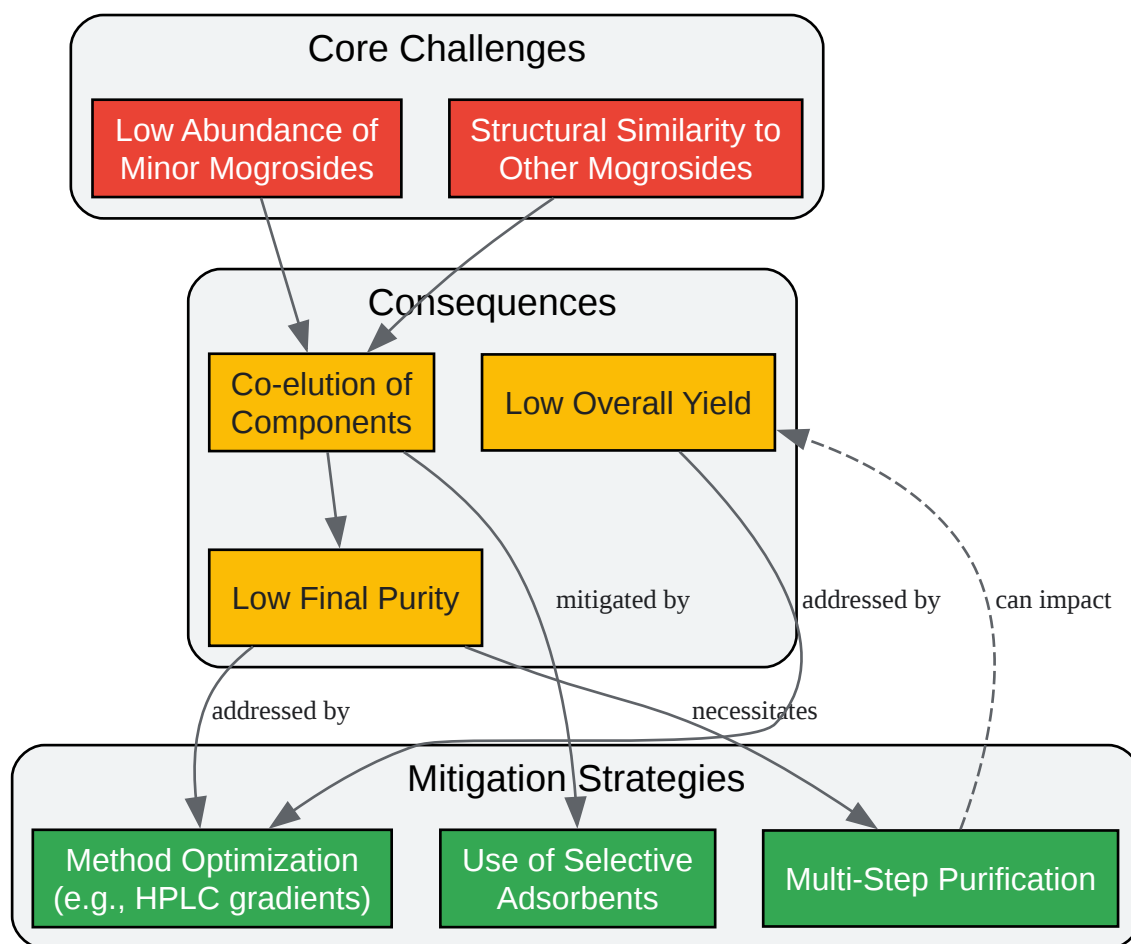 Core Challenges
Low Abundance of
Minor Mogrosides
Structural Similarity to
Other Mogrosides
Consequences
Co-elution of
Components
Low Overall Yield
Low Final Purity
mitigated by
addressed by
can impact
addressed by
necessitates
Mitigation Strategies
Method Optimization
(e.g., HPLC gradients)
Use of Selective
Adsorbents
Multi-Step Purification